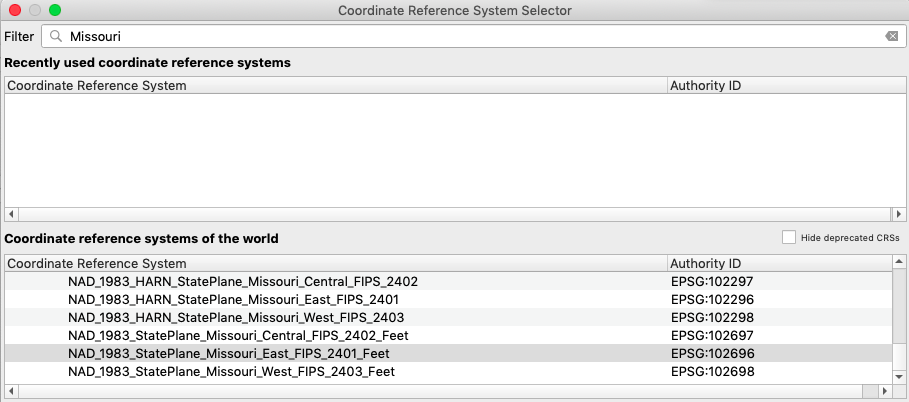 Coordinate Reference System Selector
Filter Missouri
Recently used coordinate reference systems
Coordinate Reference System Authority ID
Coordinate reference systems of the world Hide deprecated CRSs
Coordinate Reference System Authority ID
NAD_1983_HARN_StatePlane_Missouri_Central_FIPS_2402 EPSG:102297
NAD_1983_HARN_StatePlane_Missouri_East_FIPS_2401 EPSG:102296
NAD_1983_HARN_StatePlane_Missouri_West_FIPS_2403 EPSG:102298
NAD_1983_StatePlane_Missouri_Central_FIPS_2402_Feet EPSG:102697
NAD_1983_StatePlane_Missouri_East_FIPS_2401_Feet EPSG:102696
NAD_1983_StatePlane_Missouri_West_FIPS_2403_Feet EPSG:102698